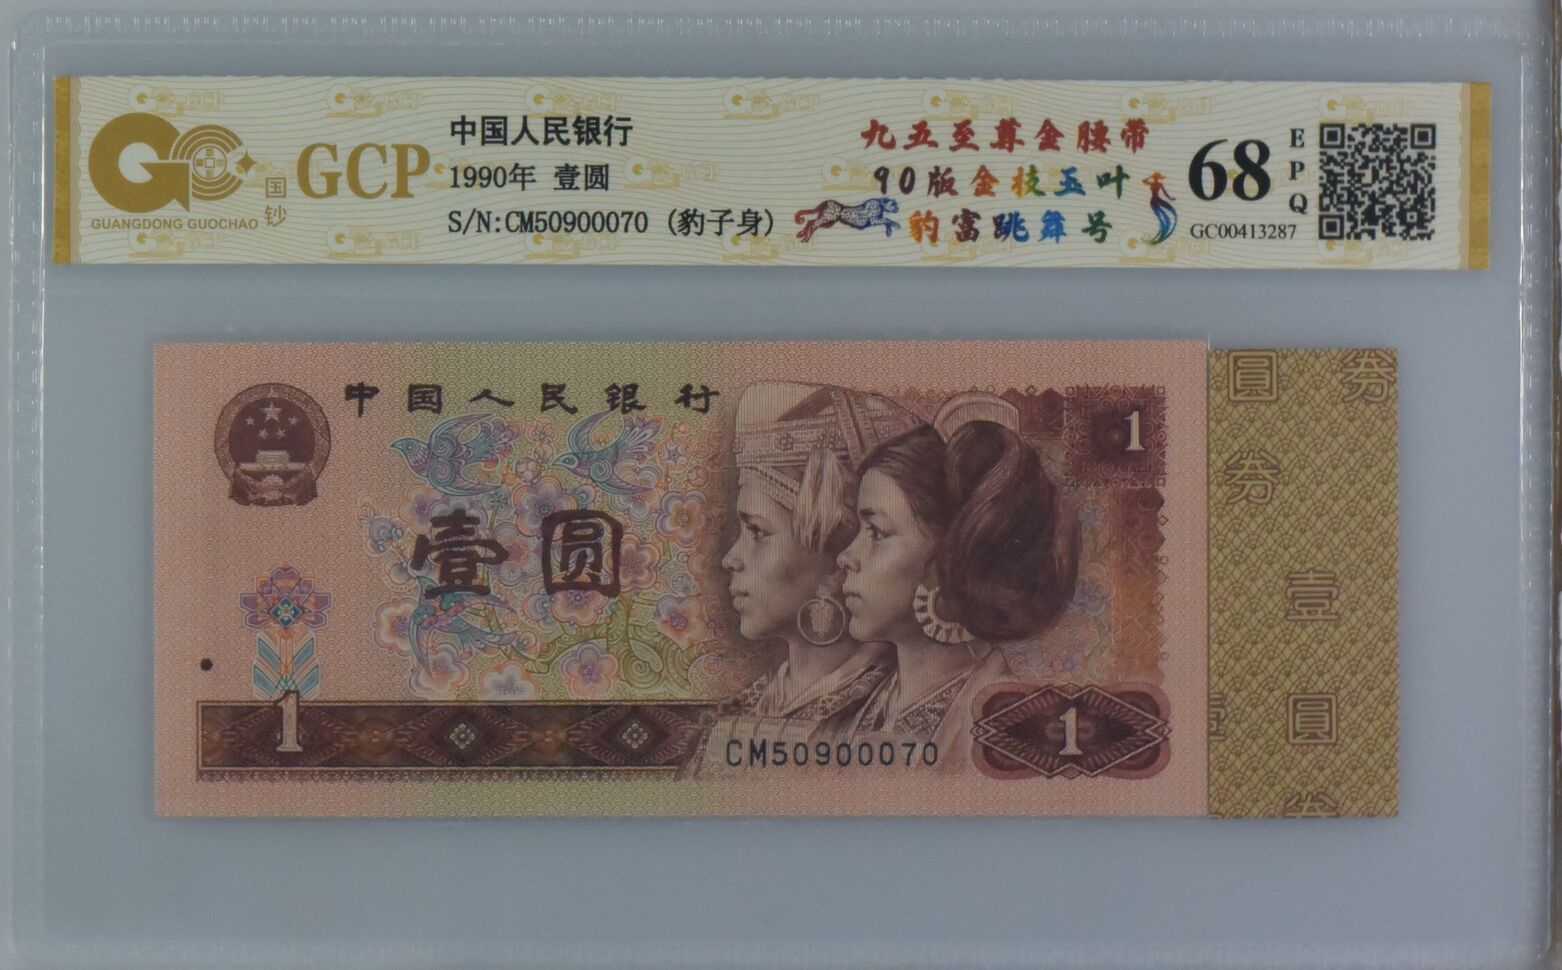 GUANGDONG GUOCHAO
国钞
GCP
中国人民银行
1990年 壹圆
S/N:CM50900070 (豹子身)
九五至尊金腰带
90版金枝玉叶
豹富跳舞号
68
EPQ
GC00413287
中国人民银行
1
壹圆
1
CM50900070
1
圆 券
券
壹
圆
券